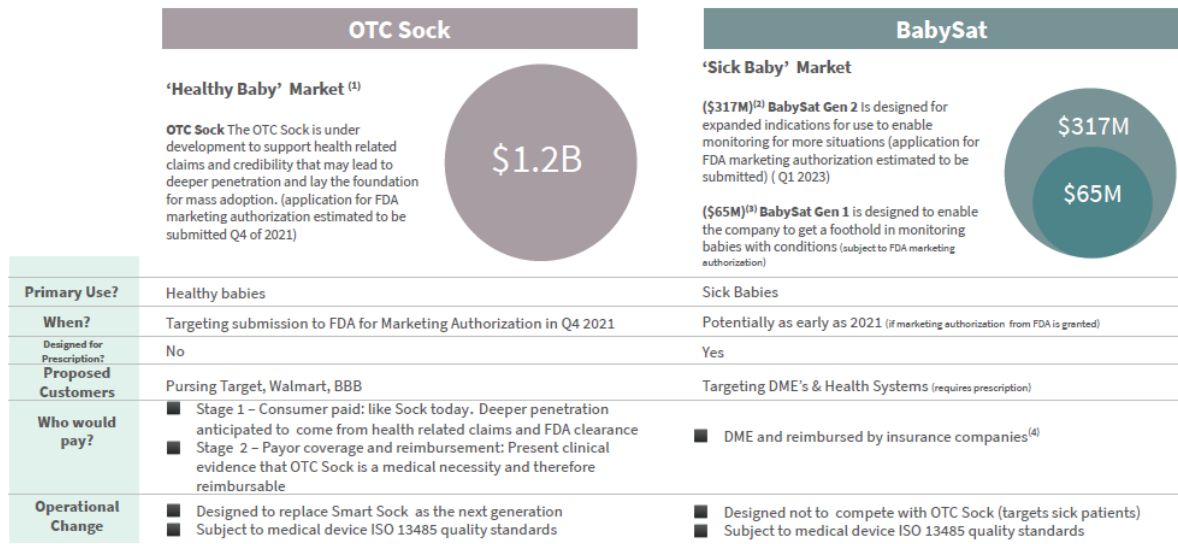 OTC Sock
‘Healthy Baby’ Market (1)
OTC Sock The OTC Sock is under
development to support health related
claims and credibility that may lead to
deeper penetration and lay the foundation
for mass adoption. (application for FDA
marketing authorization estimated to be
submitted Q4 of 2021)
$1.2B
BabySat
‘Sick Baby’ Market
($317M)(2) BabySat Gen 2 Is designed for
expanded indications for use to enable
monitoring for more situations (application for
FDA marketing authorization estimated to be
submitted) ( Q1 2023)
($65M)(3) BabySat Gen 1 is designed to enable
the company to get a foothold in monitoring
babies with conditions (subject to FDA marketing
authorization)
$317M
$65M
Primary Use?
Healthy babies
Sick Babies
When?
Targeting submission to FDA for Marketing Authorization in Q4 2021
Potentially as early as 2021 (if marketing authorization from FDA is granted)
Designed for
Prescription?
No
Yes
Proposed
Customers
Pursing Target, Walmart, BBB
Targeting DME’s & Health Systems (requires prescription)
Who would
pay?
Stage 1 – Consumer paid: like Sock today. Deeper penetration
anticipated to come from health related claims and FDA clearance
Stage 2 – Payor coverage and reimbursement: Present clinical
evidence that OTC Sock is a medical necessity and therefore
reimbursable
DME and reimbursed by insurance companies(4)
Operational
Change
Designed to replace Smart Sock as the next generation
Subject to medical device ISO 13485 quality standards
Designed not to compete with OTC Sock (targets sick patients)
Subject to medical device ISO 13485 quality standards